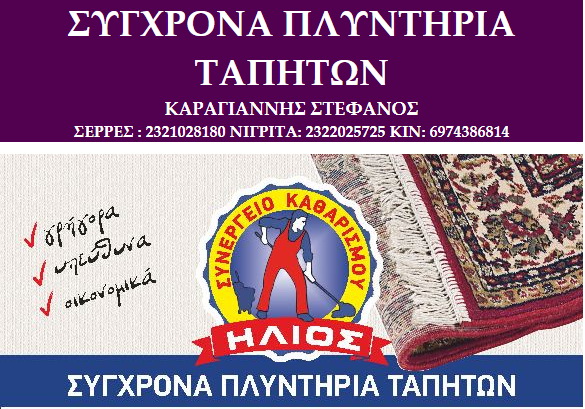 ΣΥΓΧΡΟΝΑ ΠΛΥΝΤΗΡΙΑ
ΤΑΠΗΤΩΝ
ΚΑΡΑΓΙΑΝΝΗΣ ΣΤΕΦΑΝΟΣ
ΣΕΡΡΕΣ : 2321028180 ΝΙΓΡΙΤΑ: 2322025725 ΚΙΝ: 6974386814
γρήγορα
υπεύθυνα
οικονομικά
ΣΥΝΕΡΓΕΙΟ ΚΑΘΑΡΙΣΜΟΥ
ΗΛΙΟΣ
ΣΥΓΧΡΟΝΑ ΠΛΥΝΤΗΡΙΑ ΤΑΠΗΤΩΝ